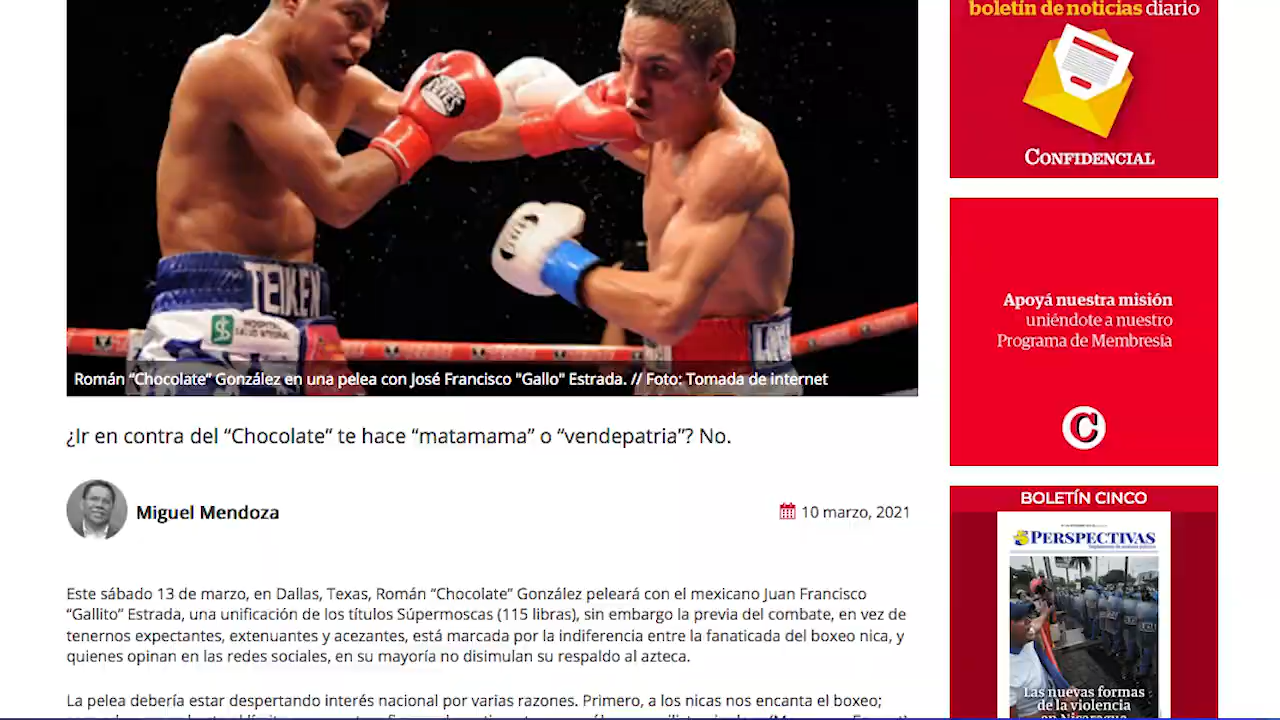 boletín de noticias diario
CONFIDENCIAL
TEIKEN
Román “Chocolate” González en una pelea con José Francisco "Gallo" Estrada. // Foto: Tomada de internet
¿Ir en contra del “Chocolate“ te hace “matamama” o “vendepatria”? No.
Miguel Mendoza
10 marzo, 2021
Este sábado 13 de marzo, en Dallas, Texas, Román “Chocolate” González peleará con el mexicano Juan Francisco
“Gallito” Estrada, una unificación de los títulos Súpermoscas (115 libras), sin embargo la previa del combate, en vez de
tenernos expectantes, extenuantes y acezantes, está marcada por la indiferencia entre la fanaticada del boxeo nica, y
quienes opinan en las redes sociales, en su mayoría no disimulan su respaldo al azteca.
La pelea debería estar despertando interés nacional por varias razones. Primero, a los nicas nos encanta el boxeo;
Apoyá nuestra misión
uniéndote a nuestro
Programa de Membresía
C
BOLETÍN CINCO
PERSPECTIVAS
Las nuevas formas
de la violencia
en Nicaragua